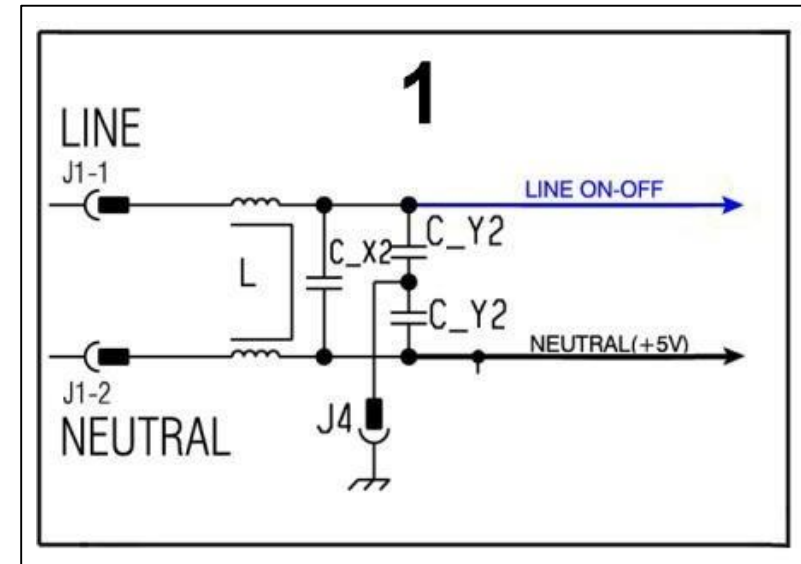 1
LINE
J1-1
LINE ON-OFF
C_Y2
C_X2
L
C_Y2
NEUTRAL(+5V)
J1-2
J4
NEUTRAL